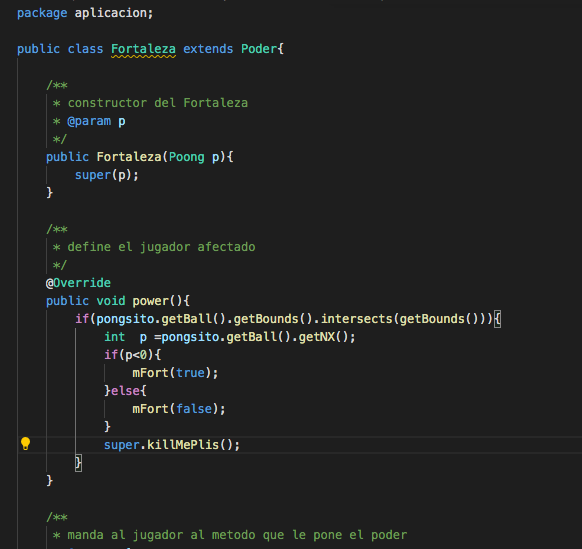 package aplicacion;
public class Fortaleza extends Poder{
/**
* constructor del Fortaleza
* @param p
*/
public Fortaleza(Poong p){
super(p);
}
/**
* define el jugador afectado
*/
@Override
public void power(){
if(pongsito.getBall().getBounds().intersects(getBounds())){
int  p =pongsito.getBall().getNX();
if(p<0){
mFort(true);
}else{
mFort(false);
}
super.killMePlis();
}
}
/**
* manda al jugador al metodo que le pone el poder